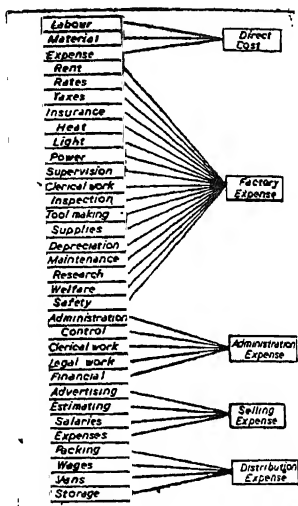 Labour
Material
Expense
Rent
Rates
Taxes
Insurance
Heat
Light
Power
Supervision
Clerical work
Inspection
Tool making
Supplies
Depreciation
Maintenance
Research
Welfare
Safety
Administration
Control
Clerical work
Legal work
Financial
Advertising
Estimating
Salaries
Expenses
Packing
Wages
Vans
Storage
Direct
Cost
Factory
Expense
Administration
Expense
Selling
Expense
Distribution
Expense